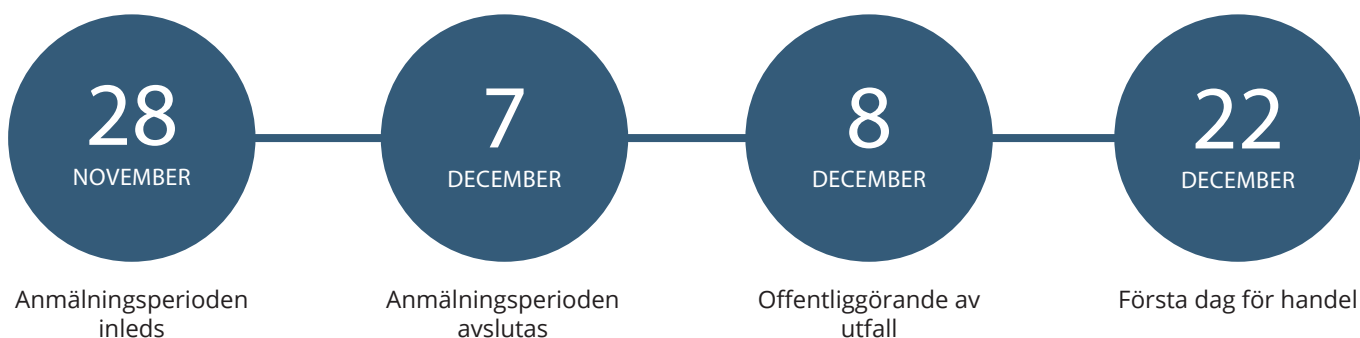 28
NOVEMBER
Anmälningsperioden
inleds
7
DECEMBER
Anmälningsperioden
avslutas
8
DECEMBER
Offentliggörande av
utfall
22
DECEMBER
Första dag för handel